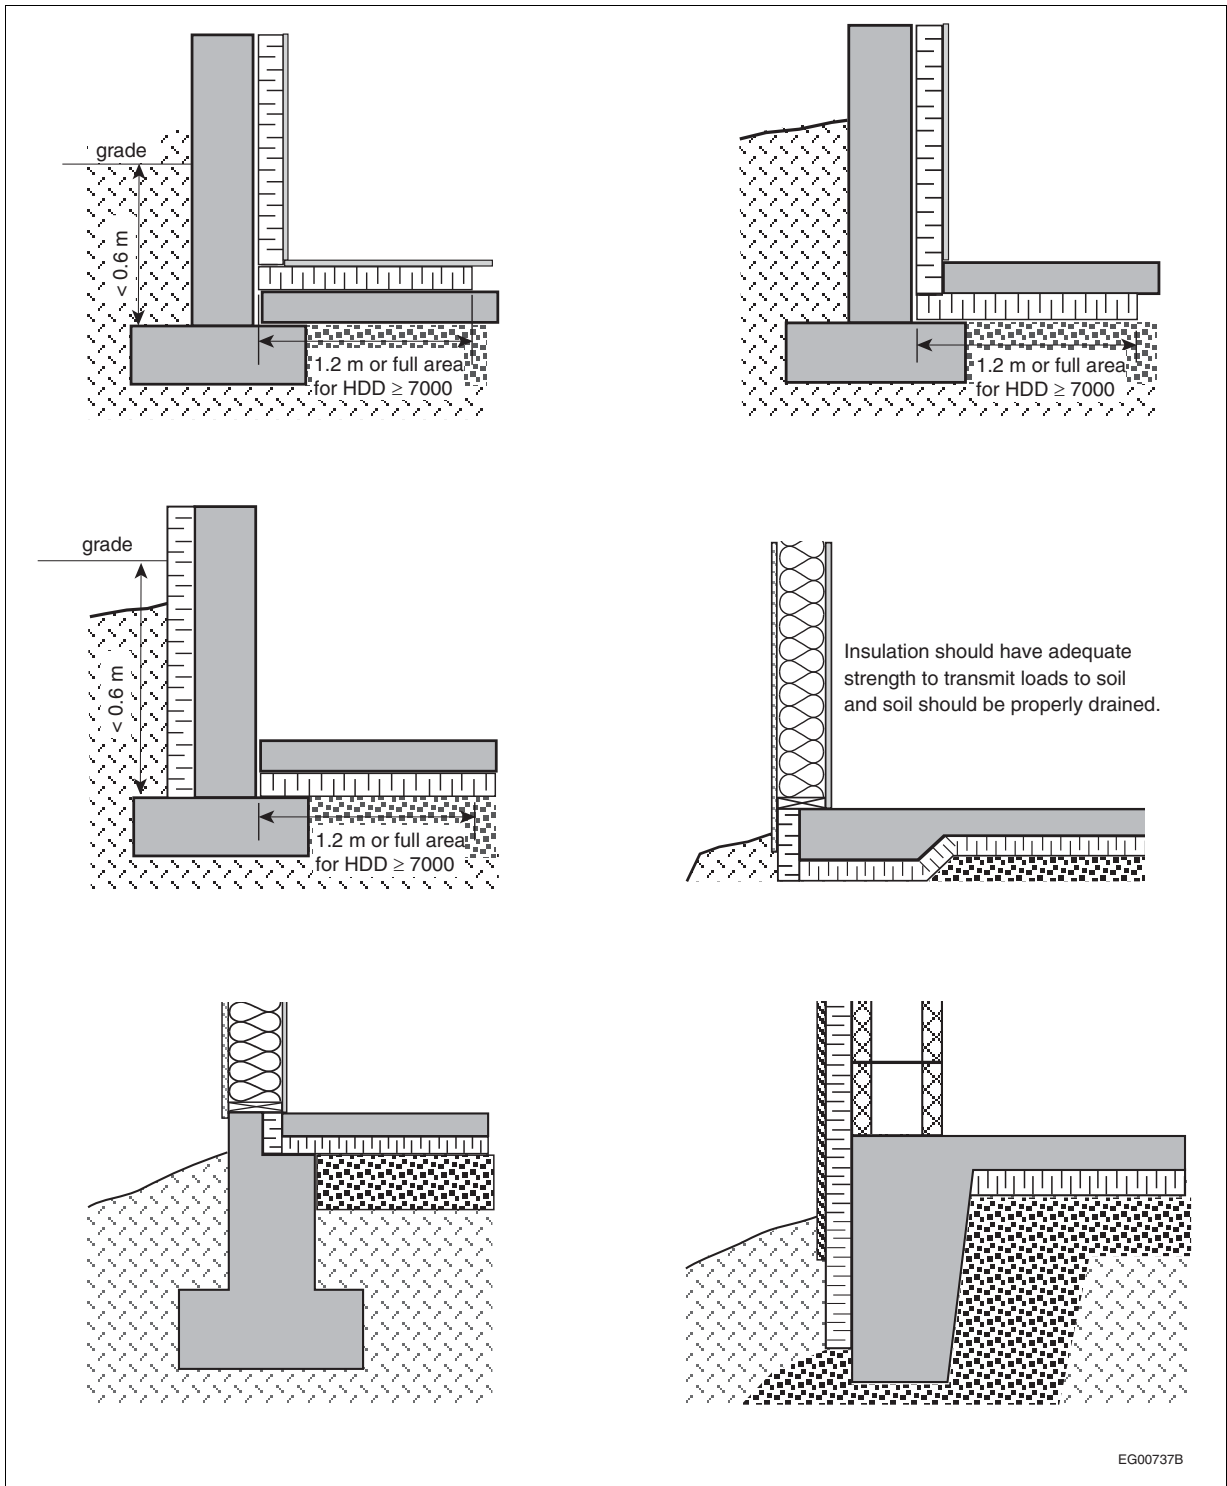 grade
< 0.6 m
1.2 m or full area
for HDD ≥ 7000
1.2 m or full area
for HDD ≥ 7000
grade
< 0.6 m
1.2 m or full area
for HDD ≥ 7000
Insulation should have adequate
strength to transmit loads to soil
and soil should be properly drained.
EG00737B